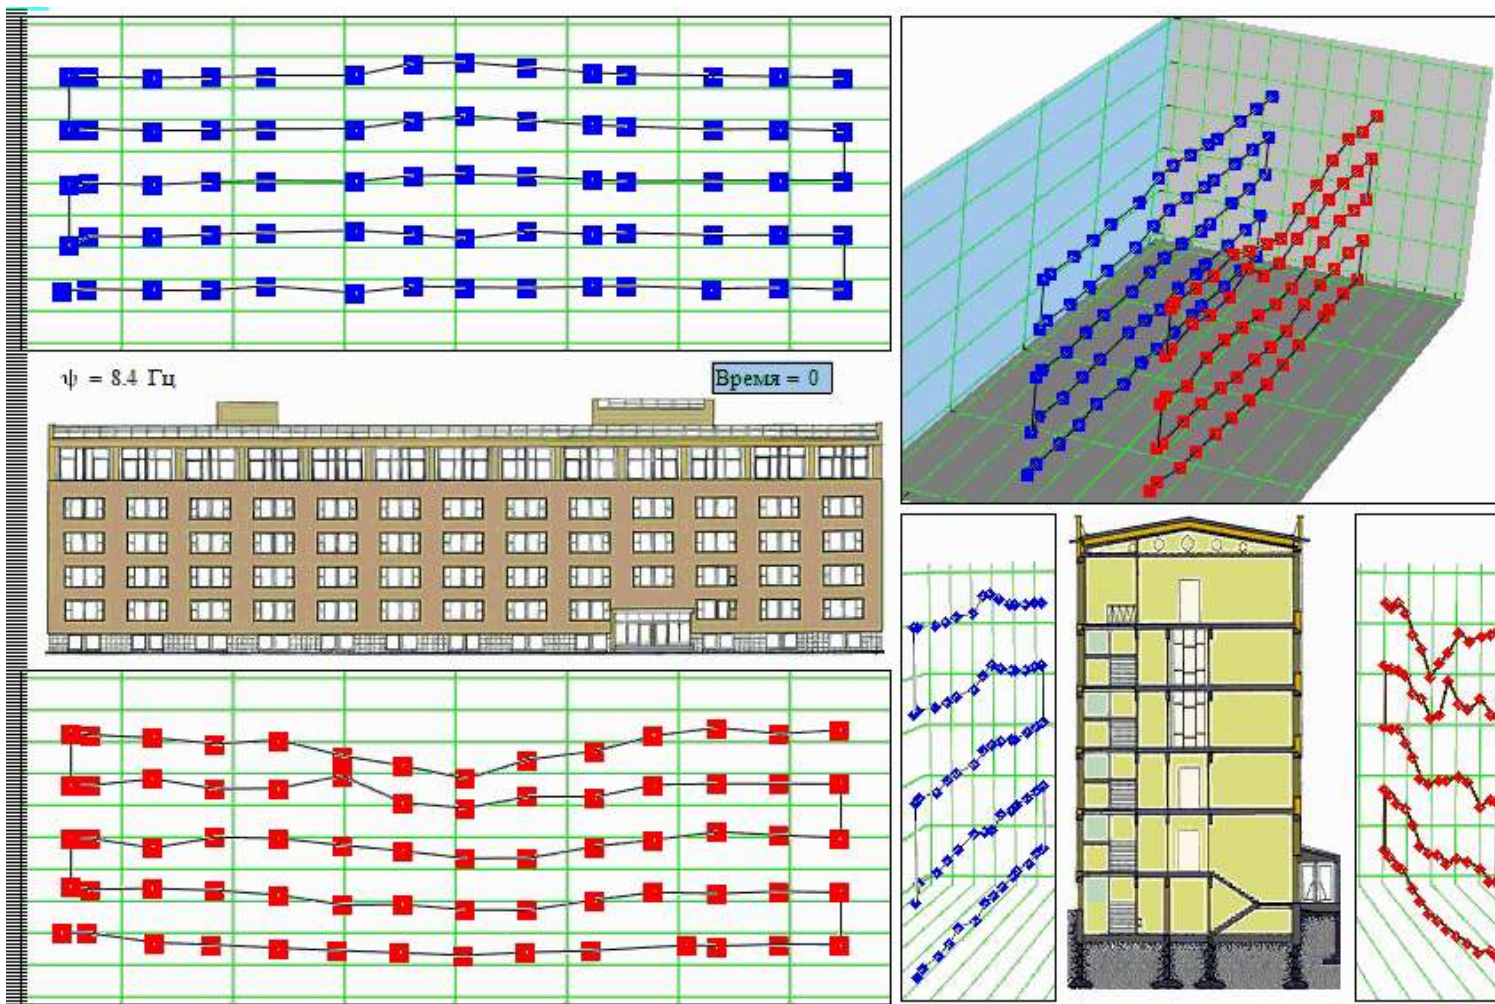 ψ = 8.4 Гц
Время = 0